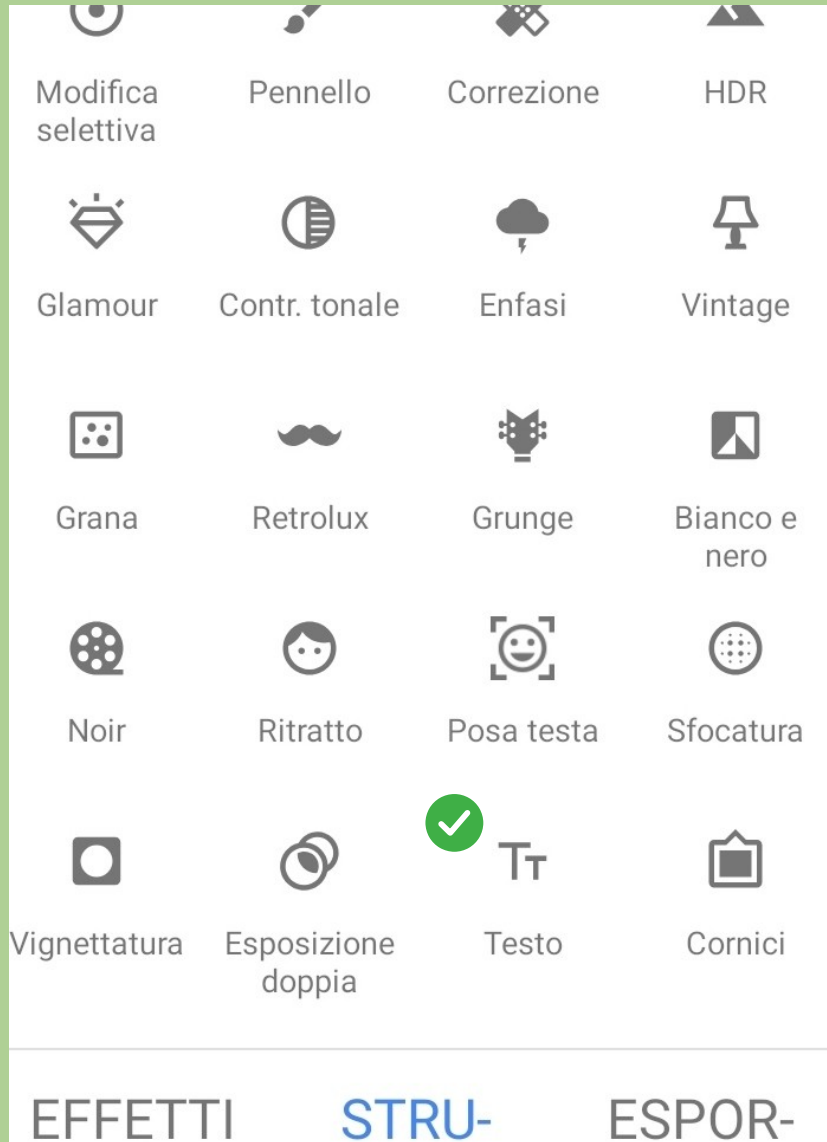 Modifica Pennello Correzione HDR
selettiva
Glamour Contr. tonale Enfasi Vintage
Grana Retrolux Grunge Bianco e
nero
Noir Ritratto Posa testa Sfocatura
TT
Vignettatura Esposizione Testo Cornici
doppia
EFFETTI STRU- ESPOR-